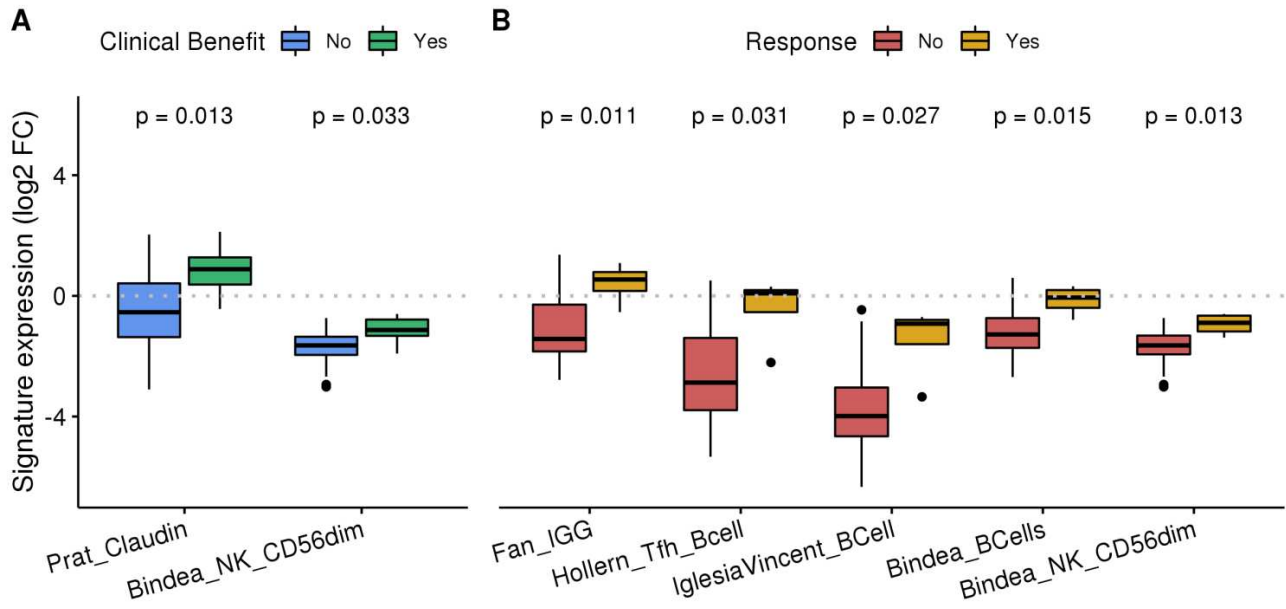 A
B
Clinical Benefit No Yes
Response No Yes
p = 0.013
p = 0.033
p = 0.011
p = 0.031
p = 0.027
p = 0.015
p = 0.013
Signature expression (log2 FC)
4
0
-4
Prat_Claudin
Bindea_NK_CD56dim
Fan_IGG
Hollern_Tfh_Bcell
IglesiaVincent_BCell
Bindea_BCells
Bindea_NK_CD56dim